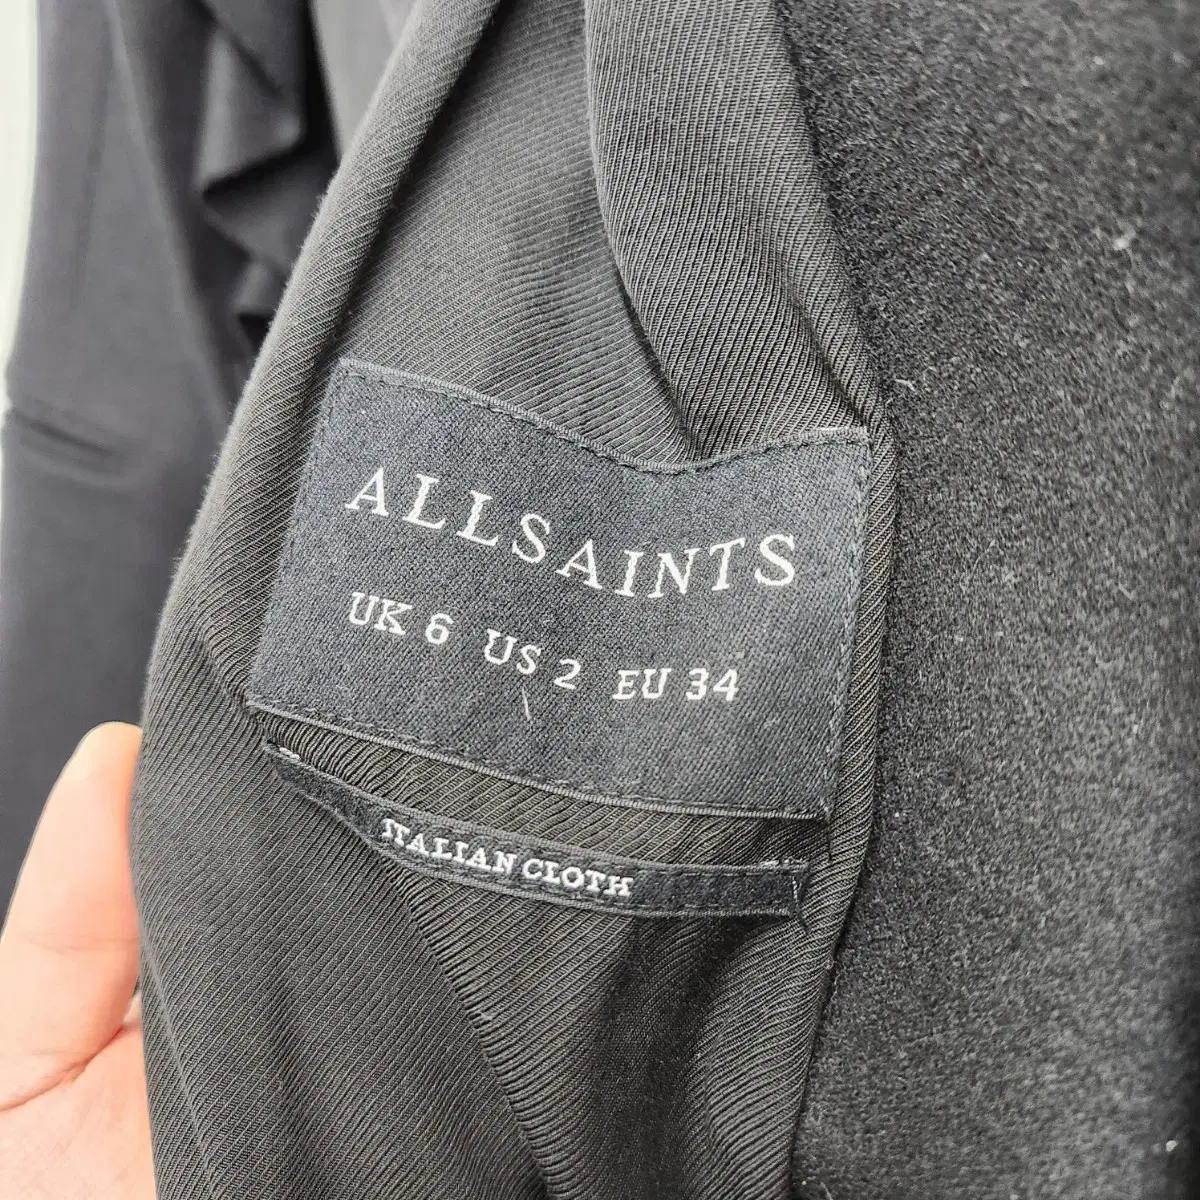 ALLSAINTS
UK 6 US 2 EU 34
ITALIAN CLOTH